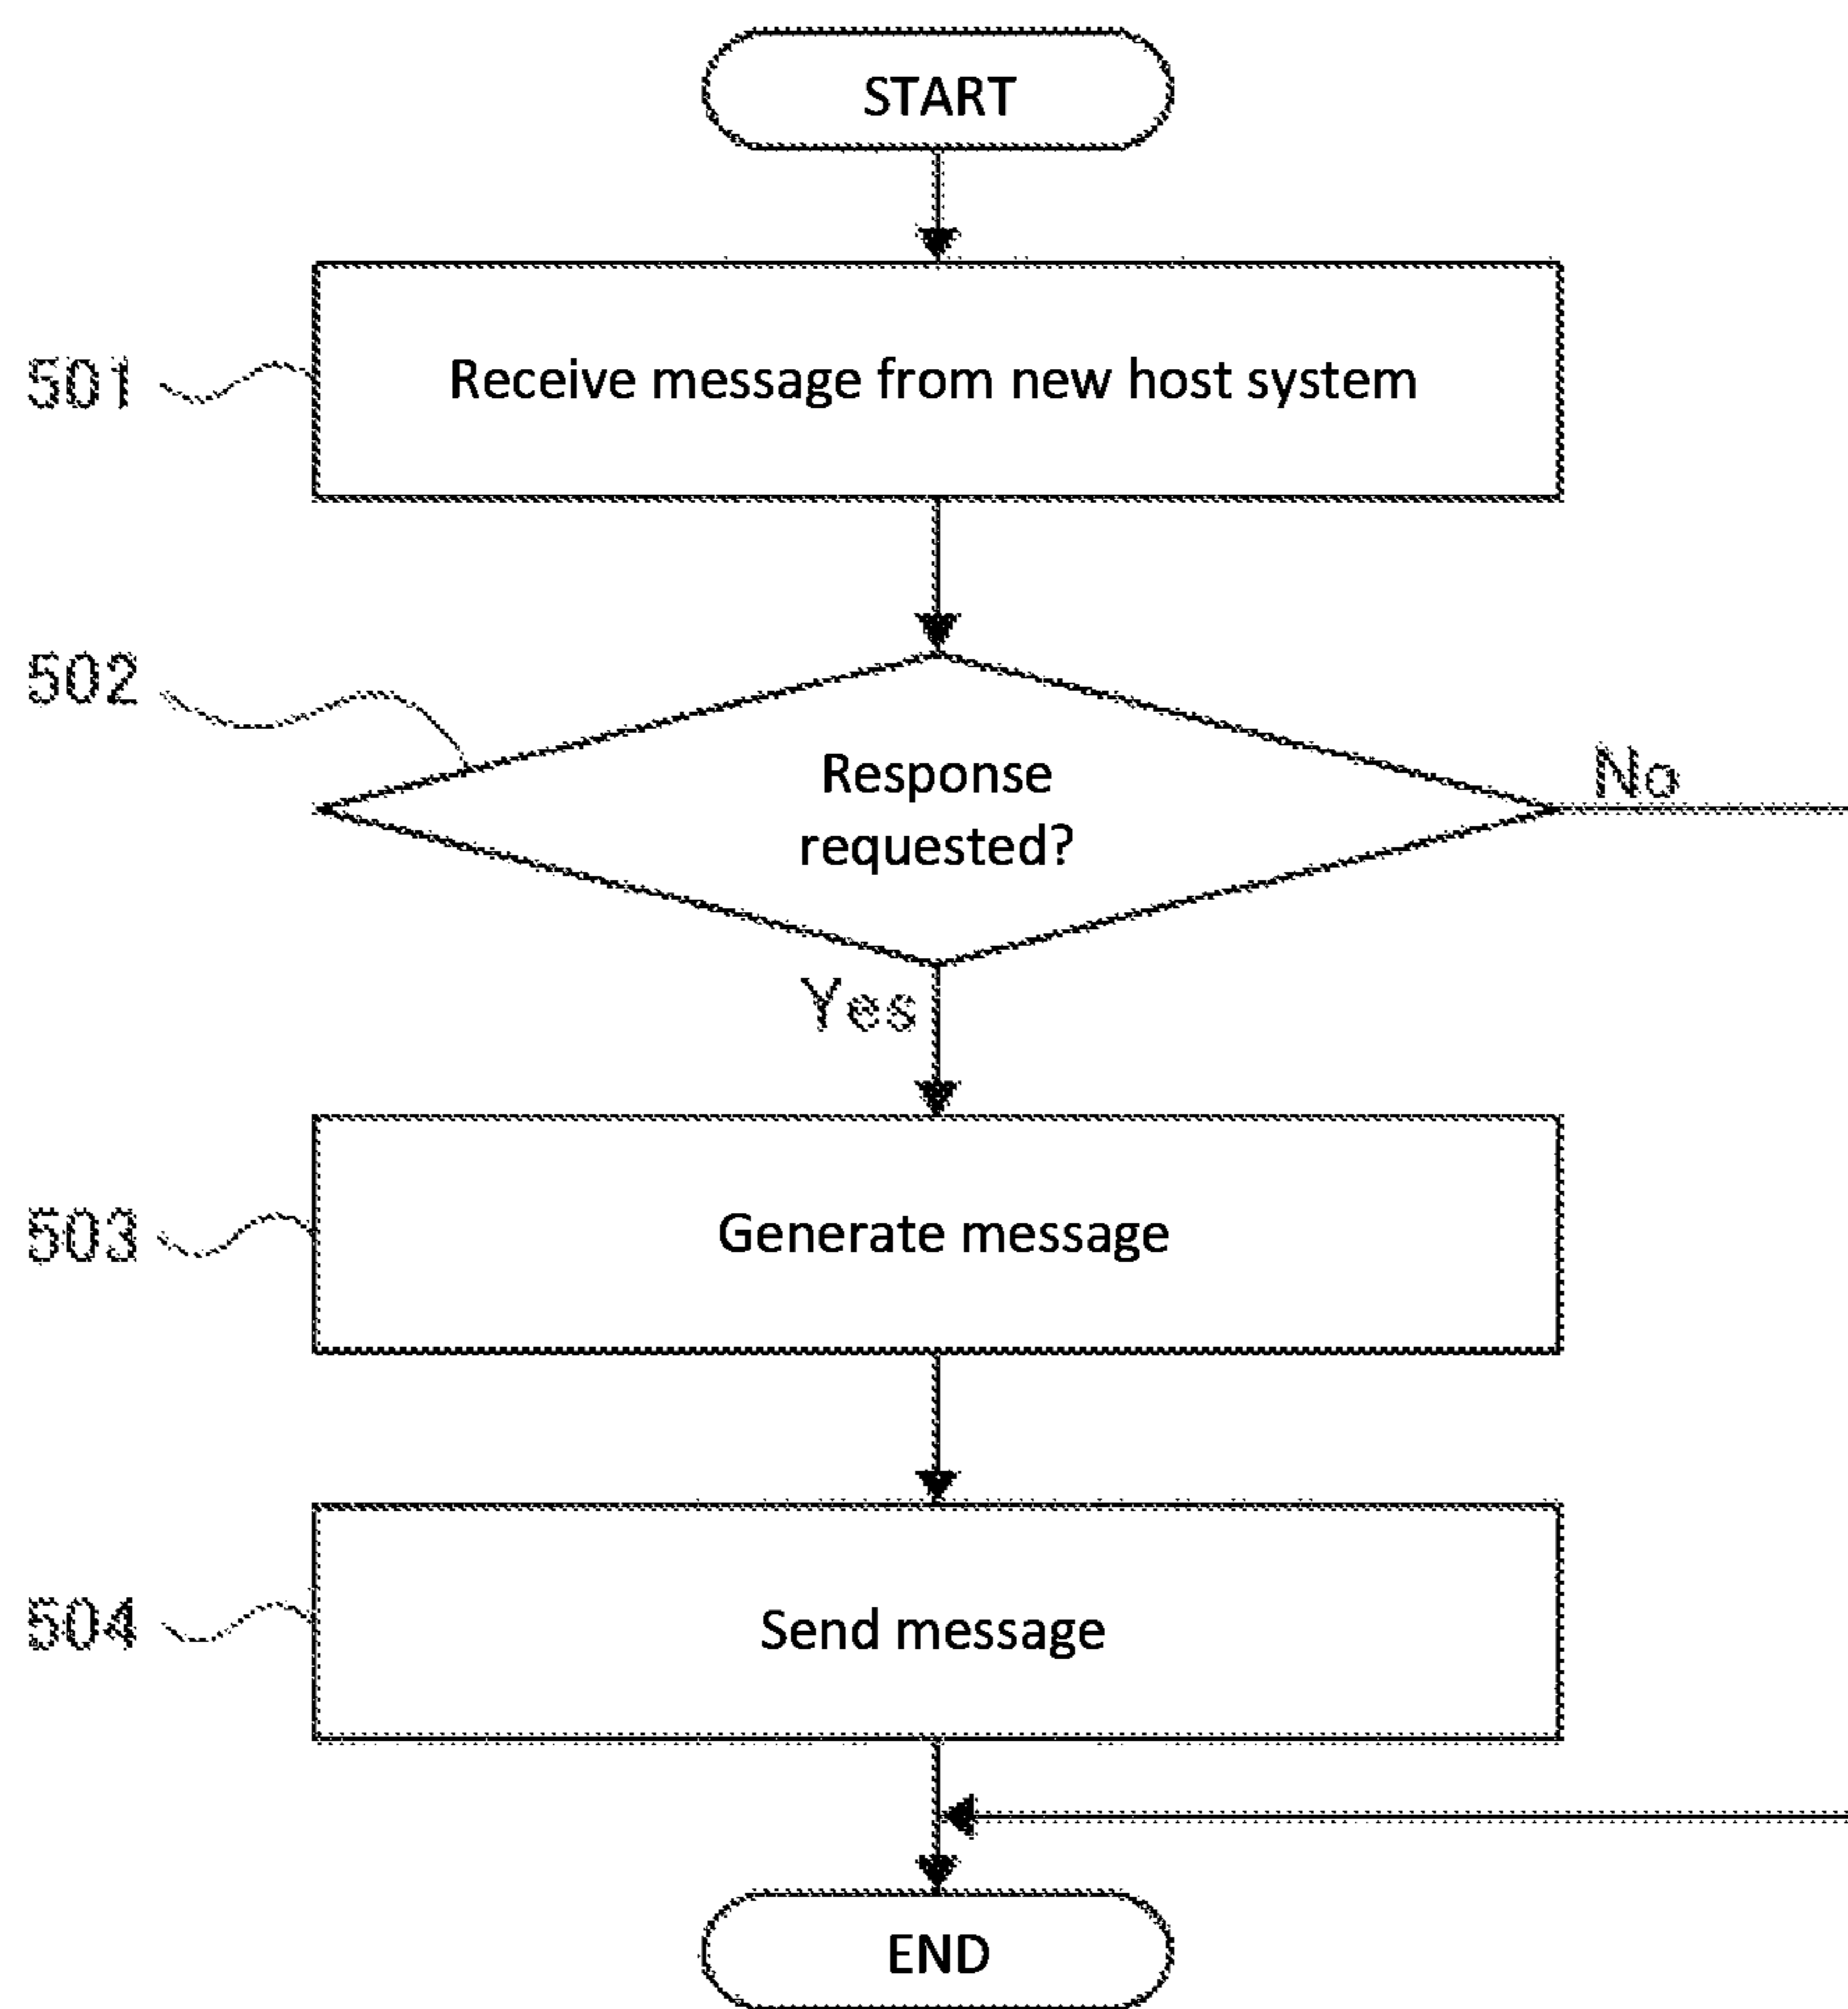 START
501
Receive message from new host system
502
Response
requested?
No
Yes
503
Generate message
504
Send message
END